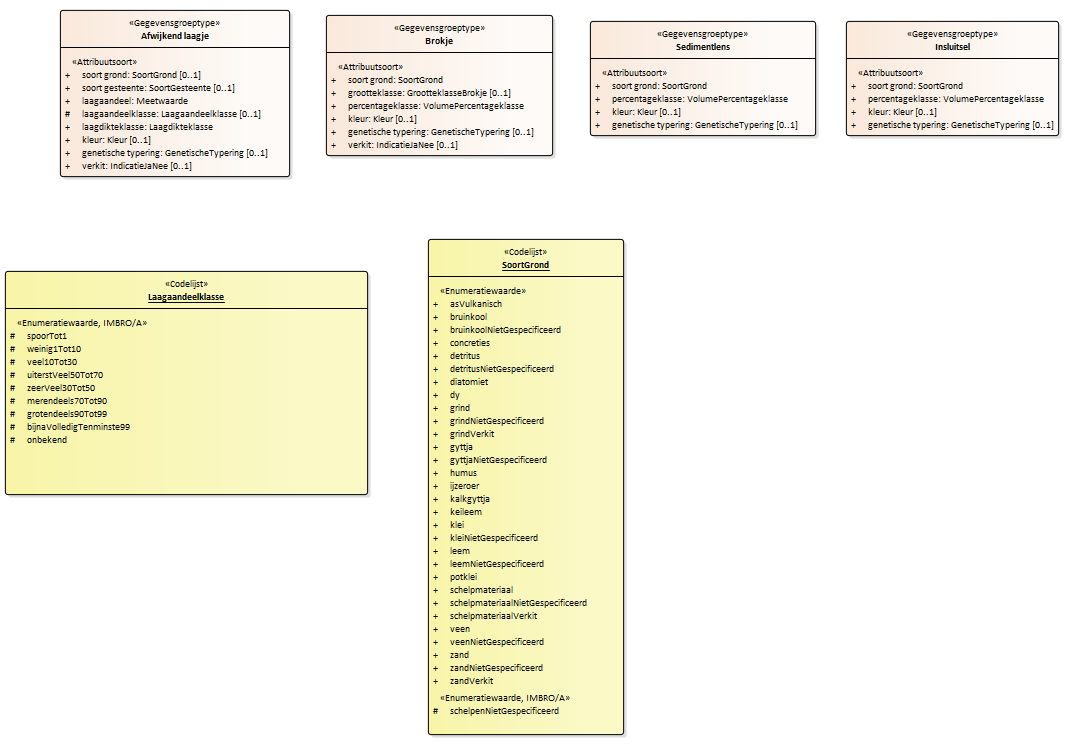 «Gegevensgroeptype»
Afwijkend laagje
«Attribuutsoort»
+ soort grond: SoortGrond [0..1]
+ soort gesteente: SoortGesteente [0..1]
+ laagaandeel: Meetwaarde
# laagaandeelklasse: Laagaandeelklasse [0..1]
+ laagdikteklasse: Laagdikteklasse
+ kleur: Kleur [0..1]
+ genetische typering: GenetischeTypering [0..1]
+ verkit: IndicatieJaNee [0..1]
«Gegevensgroeptype»
Brokje
«Attribuutsoort»
+ soort grond: SoortGrond
+ grootteklasse: GrootteklasseBrokje [0..1]
+ percentageklasse: VolumePercentageklasse
+ kleur: Kleur [0..1]
+ genetische typering: GenetischeTypering [0..1]
+ verkit: IndicatieJaNee [0..1]
«Gegevensgroeptype»
Sedimentlens
«Attribuutsoort»
+ soort grond: SoortGrond
+ percentageklasse: VolumePercentageklasse
+ kleur: Kleur [0..1]
+ genetische typering: GenetischeTypering [0..1]
«Gegevensgroeptype»
Insluitsel
«Attribuutsoort»
+ soort grond: SoortGrond
+ percentageklasse: VolumePercentageklasse
+ kleur: Kleur [0..1]
+ genetische typering: GenetischeTypering [0..1]
«Codelijst»
Laagaandeelklasse
«Enumeratiewaarde, IMBRO/A»
# spoorTot1
# weinig1Tot10
# veel10Tot30
# uiterstVeel50Tot70
# zeerVeel30Tot50
# merendeels70Tot90
# grotendeels90Tot99
# bijnaVolledigTenminste99
# onbekend
«Codelijst»
SoortGrond
«Enumeratiewaarde»
+ asVulkanisch
+ bruinkool
+ bruinkoolNietGespecificeerd
+ concreties
+ detritus
+ detritusNietGespecificeerd
+ diatomiet
+ dy
+ grind
+ grindNietGespecificeerd
+ grindVerkit
+ gyttja
+ gyttjaNietGespecificeerd
+ humus
+ ijzeroer
+ kalkgyttja
+ keileem
+ klei
+ kleiNietGespecificeerd
+ leem
+ leemNietGespecificeerd
+ potklei
+ schelpmateriaal
+ schelpmateriaalNietGespecificeerd
+ schelpmateriaalVerkit
+ veen
+ veenNietGespecificeerd
+ zand
+ zandNietGespecificeerd
+ zandVerkit
«Enumeratiewaarde, IMBRO/A»
# schelpenNietGespecificeerd